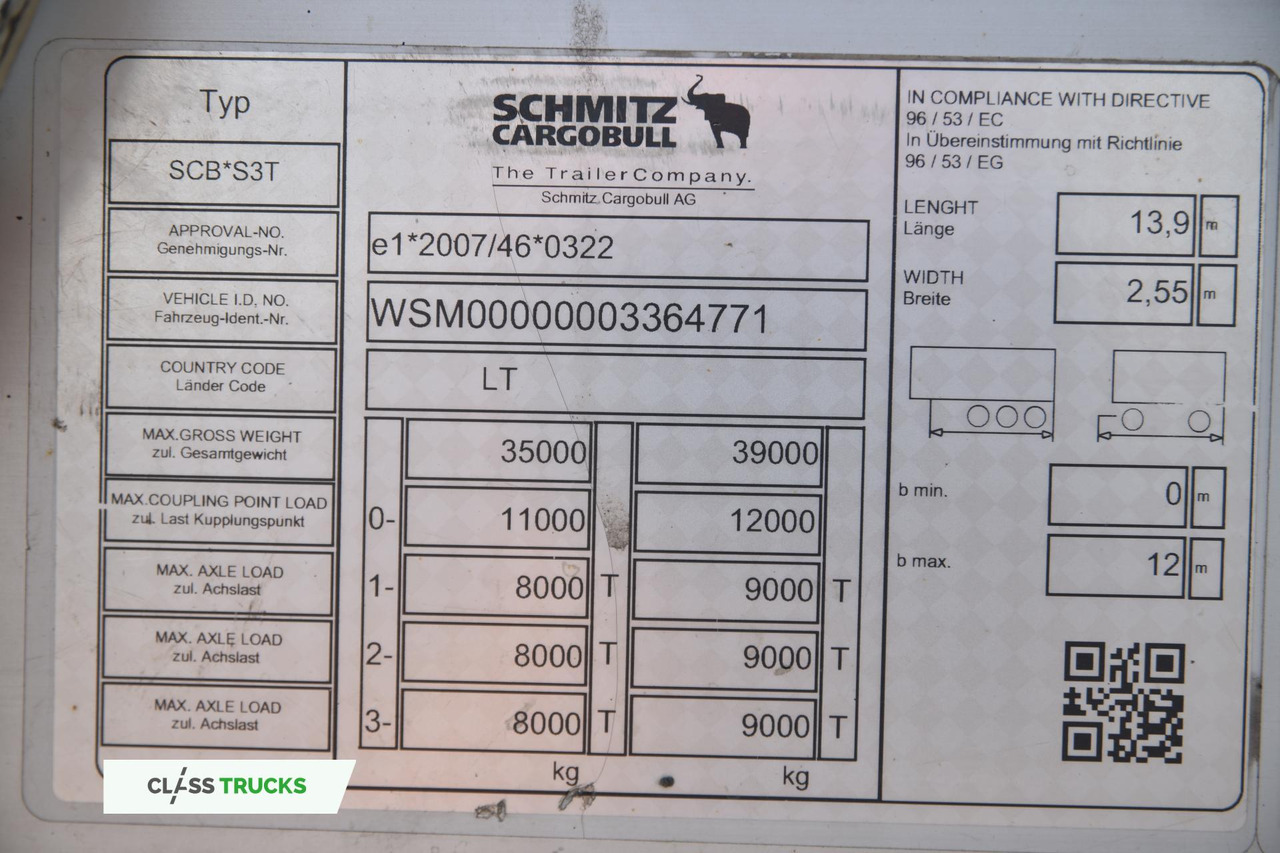 Typ
SCB*S3T
APPROVAL-NO.
Genehmigungs-Nr.
VEHICLE I.D. NO.
Fahrzeug-Ident.-Nr.
COUNTRY CODE
Länder Code
MAX.GROSS WEIGHT
zul. Gesamtgewicht
MAX.COUPLING POINT LOAD
zul. Last Kupplungspunkt
MAX. AXLE LOAD
zul. Achslast
MAX. AXLE LOAD
zul. Achslast
MAX. AXLE LOAD
zul. Achslast
SCHMITZ
CARGOBULL
The TrailerCompany.
Schmitz Cargobull AG
e1*2007/46*0322
WSM00000003364771
LT
35000 39000
0- 11000 12000
1- 8000 T 9000 T
2- 8000 T 9000 T
3- 8000 T 9000 T
kg kg
IN COMPLIANCE WITH DIRECTIVE
96 / 53 / EC
In Übereinstimmung mit Richtlinie
96 / 53 / EG
LENGHT
Länge
13,9 m
WIDTH
Breite
2,55 m
b min. 0 m
b max. 12 m
CLASS TRUCKS